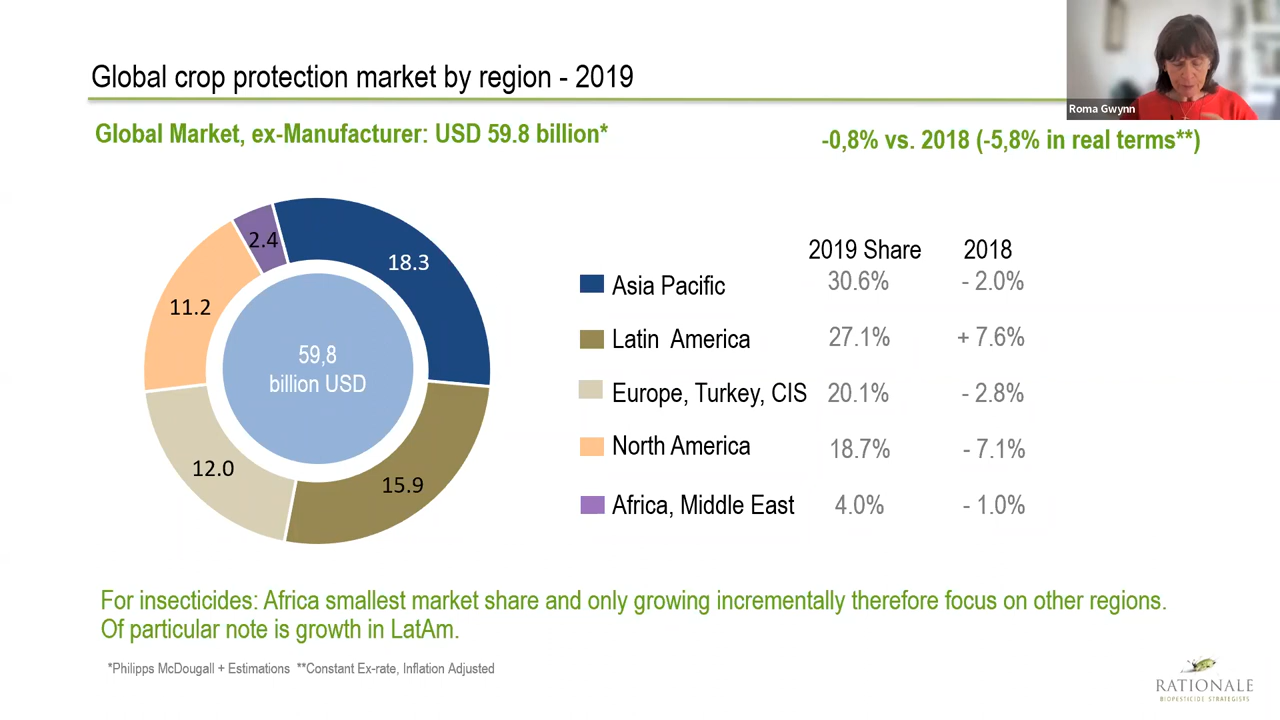 Global crop protection market by region - 2019
Roma Gwynn
Global Market, ex-Manufacturer: USD 59.8 billion*
-0,8% vs. 2018 (-5,8% in real terms**)
2.4
18.3
11.2
59,8
billion USD
12.0
15.9
2019 Share 2018
Asia Pacific 30.6% - 2.0%
Latin America 27.1% + 7.6%
Europe, Turkey, CIS 20.1% - 2.8%
North America 18.7% - 7.1%
Africa, Middle East 4.0% - 1.0%
For insecticides: Africa smallest market share and only growing incrementally therefore focus on other regions.
Of particular note is growth in LatAm.
*Philipps McDougall + Estimations **Constant Ex-rate, Inflation Adjusted
RATIONALE
BIOPESTICIDE STRATEGISTS